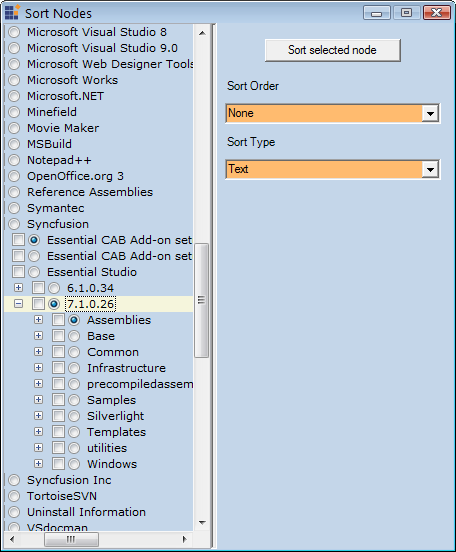 Sort Nodes
Microsoft Visual Studio 8
Microsoft Visual Studio 9.0
Microsoft Web Designer Tools
Microsoft Works
Microsoft.NET
Minefield
Movie Maker
MSBuild
Notepad++
OpenOffice.org 3
Reference Assemblies
Symantec
Syncfusion
Essential CAB Add-on set
Essential CAB Add-on set
Essential Studio
6.1.0.34
7.1.0.26
Assemblies
Base
Common
Infrastructure
precompiledassem
Samples
Silverlight
Templates
utilities
Windows
Syncfusion Inc
TortoiseSVN
Uninstall Information
VSdocman
Sort selected node
Sort Order
None
Sort Type
Text